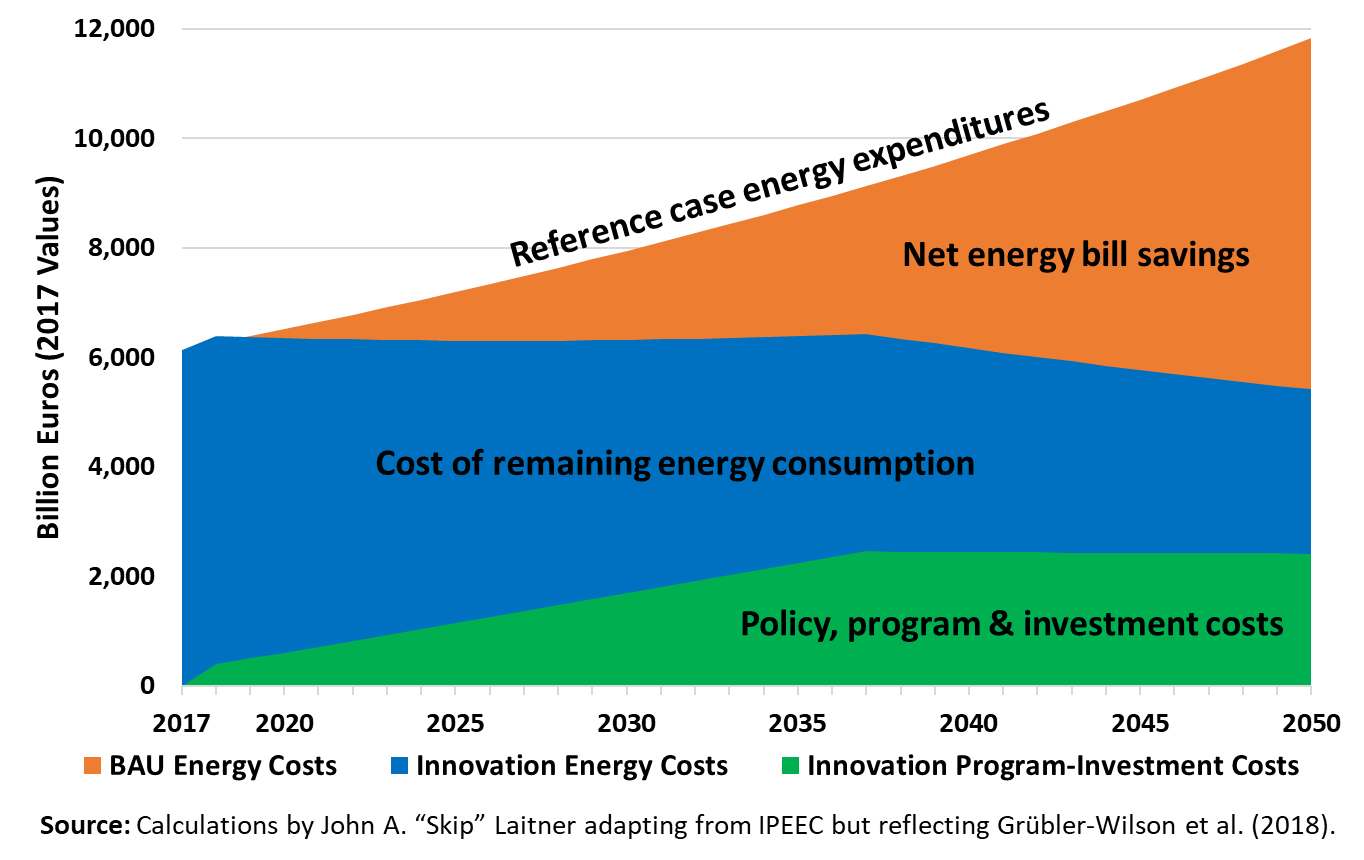 12,000
10,000
8,000
6,000
4,000
2,000
0
Billion Euros (2017 Values)
Reference case energy expenditures
Net energy bill savings
Cost of remaining energy consumption
Policy, program & investment costs
2017 2020 2025 2030 2035 2040 2045 2050
BAU Energy Costs Innovation Energy Costs Innovation Program-Investment Costs
Source: Calculations by John A. “Skip” Laitner adapting from IPEEC but reflecting Grübler-Wilson et al. (2018).